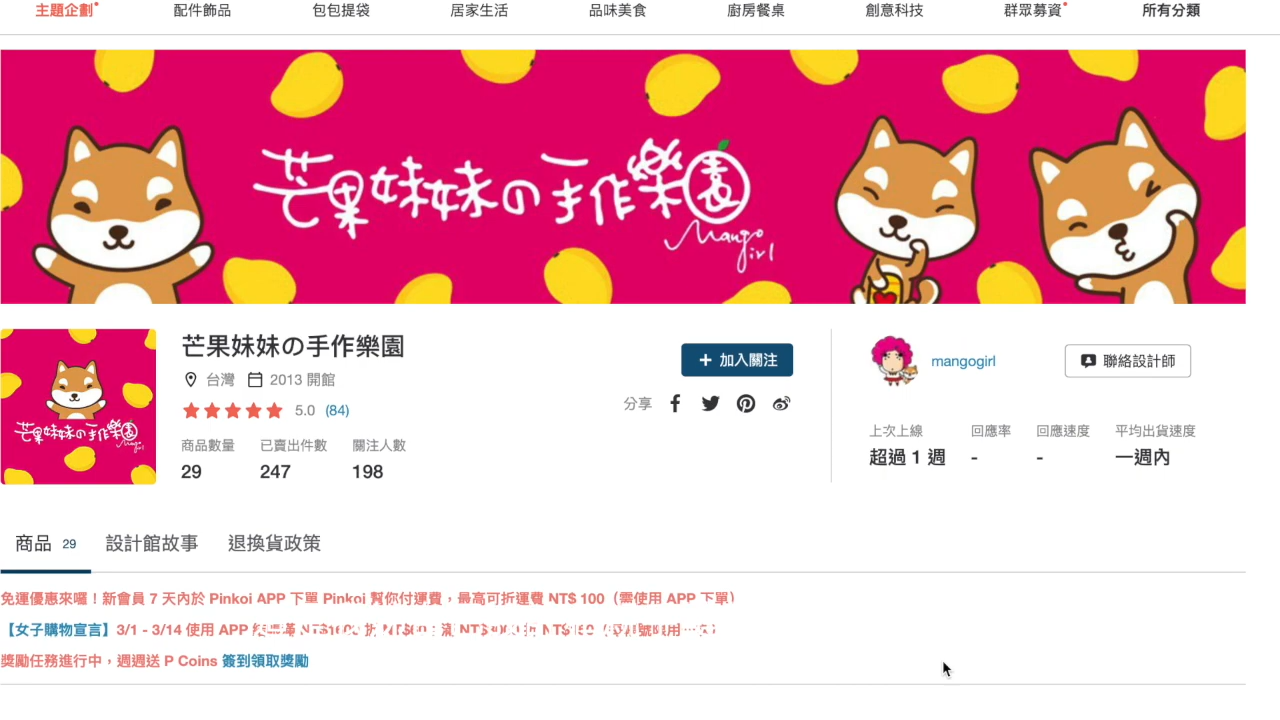 主題企劃
配件飾品
包包提袋
居家生活
品味美食
廚房餐桌
創意科技
群眾募資
所有分類
芒果妹妹の手作樂園
Mango girl
芒果妹妹の手作樂園
芒果妹妹の手作樂園
台灣 2013 開館
5.0 (84)
商品數量 已賣出件數 關注人數
29 247 198
+ 加入關注
分享
mangogirl
聯絡設計師
上次上線 回應率 回應速度 平均出貨速度
超過 1 週 - - 一週內
商品 29 設計館故事 退換貨政策
免運優惠來囉！新會員 7 天內於 Pinkoi APP 下單 Pinkoi 幫你付運費，最高可折運費 NT$ 100（需使用 APP 下單）
【女子購物宣言】3/1 - 3/14 使用 APP
獎勵任務進行中，週週送 P Coins 簽到領取獎勵